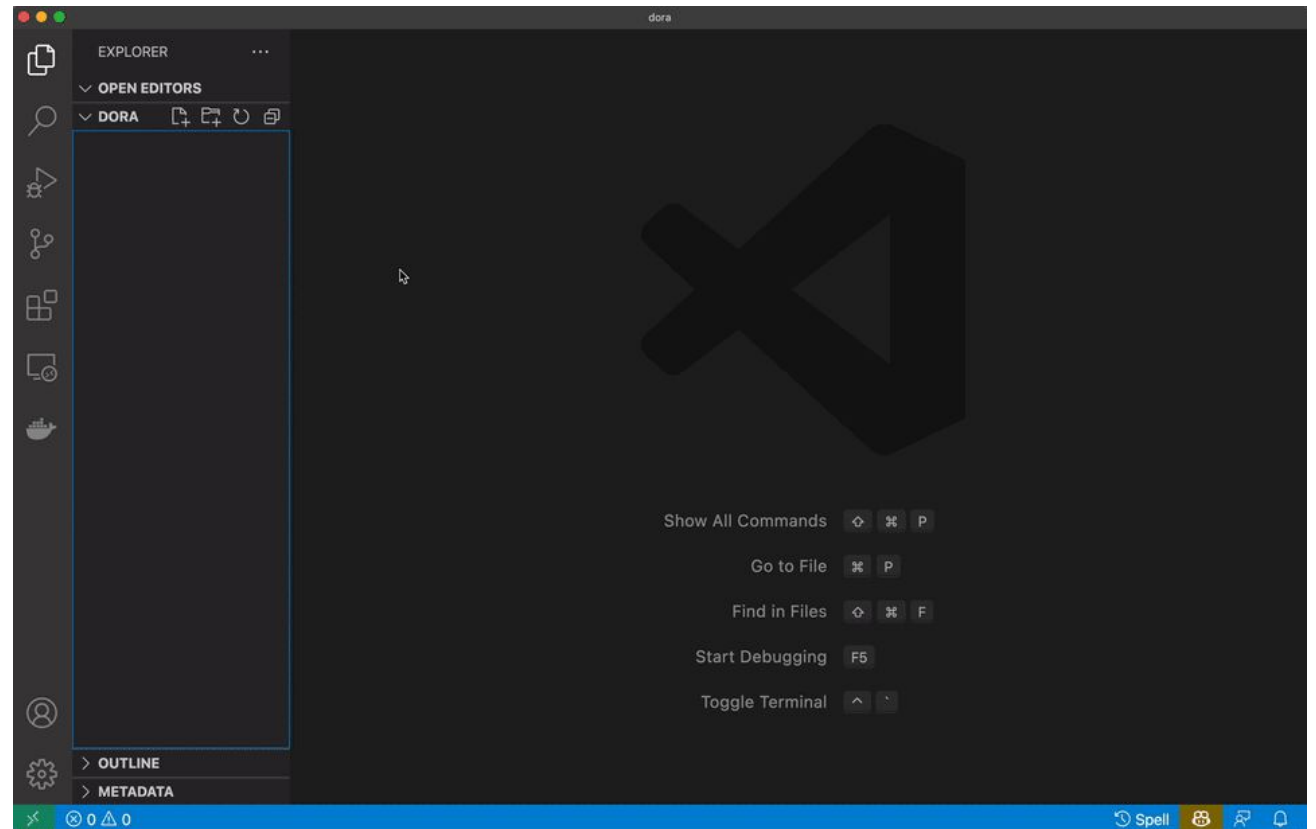 dora
EXPLORER ···
OPEN EDITORS
DORA
Show All Commands ⇧ ⌘ P
Go to File ⌘ P
Find in Files ⇧ ⌘ F
Start Debugging F5
Toggle Terminal ^ `
OUTLINE
METADATA
0 0 Spell